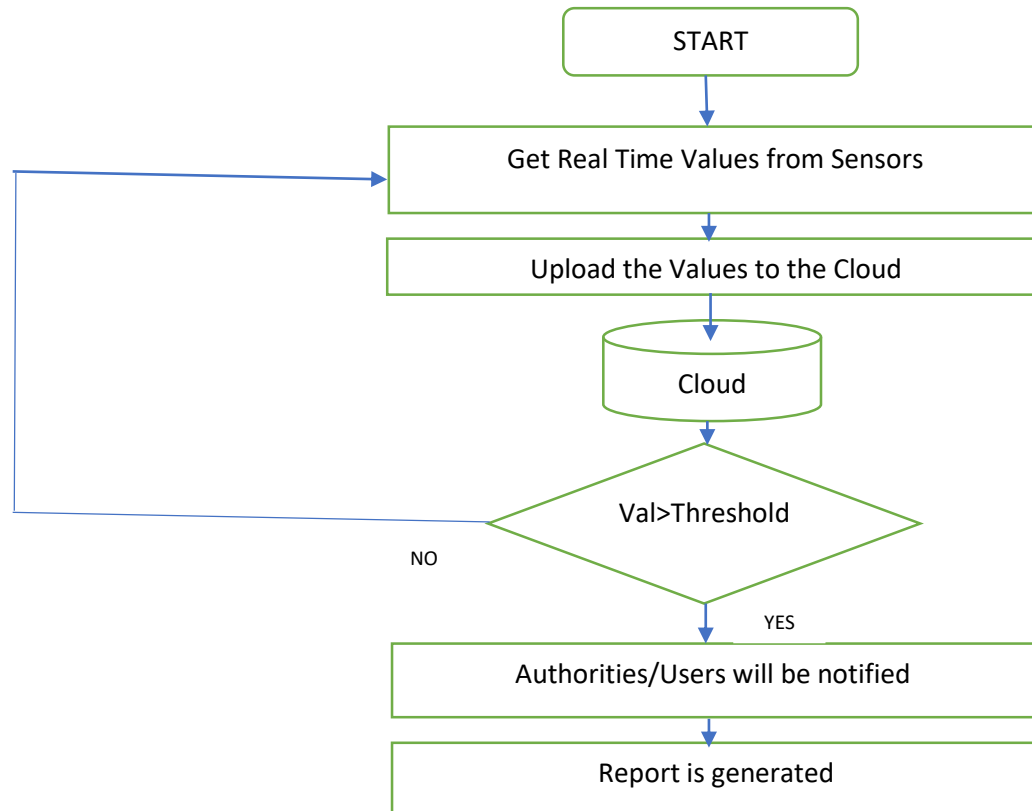 START
Get Real Time Values from Sensors
Upload the Values to the Cloud
Cloud
Val>Threshold
NO
YES
Authorities/Users will be notified
Report is generated